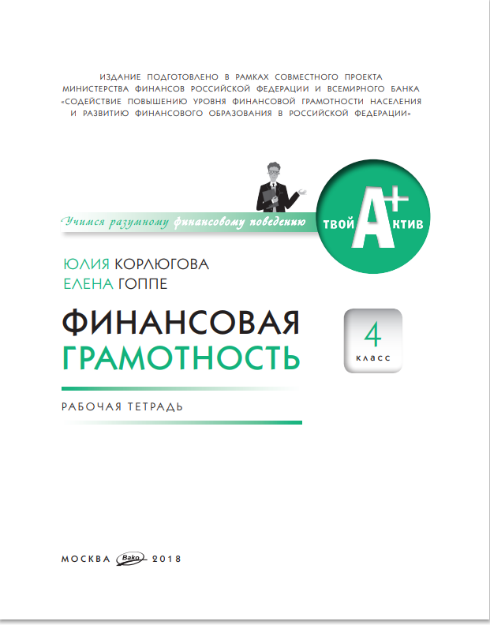 ИЗДАНИЕ ПОДГОТОВЛЕНО В РАМКАХ СОВМЕСТНОГО ПРОЕКТА
МИНИСТЕРСТВА ФИНАНСОВ РОССИЙСКОЙ ФЕДЕРАЦИИ И ВСЕМИРНОГО БАНКА
«СОДЕЙСТВИЕ ПОВЫШЕНИЮ УРОВНЯ ФИНАНСОВОЙ ГРАМОТНОСТИ НАСЕЛЕНИЯ
И РАЗВИТИЮ ФИНАНСОВОГО ОБРАЗОВАНИЯ В РОССИЙСКОЙ ФЕДЕРАЦИИ»
Учимся разумному финансовому поведению
ТВОЙ А+КТИВ
ЮЛИЯ КОРЛЮГОВА
ЕЛЕНА ГОППЕ
ФИНАНСОВАЯ
ГРАМОТНОСТЬ
4
класс
РАБОЧАЯ ТЕТРАДЬ
МОСКВА Вако 2018